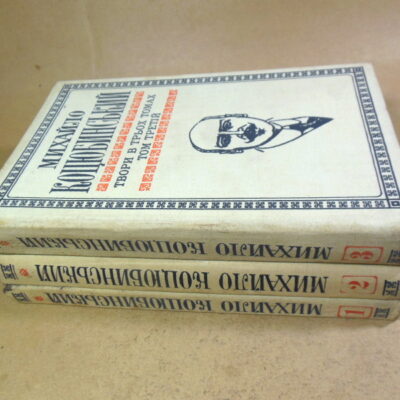 МИХАЙЛО
КОЦЮБИНСЬКИЙ
ТВОРИ В ТРЬОХ ТОМАХ
ТОМ ТРЕТІЙ
МИХАЙЛО КОЦЮБИНСЬКИЙ 3
МИХАЙЛО КОЦЮБИНСЬКИЙ 2
МИХАЙЛО КОЦЮБИНСЬКИЙ 1